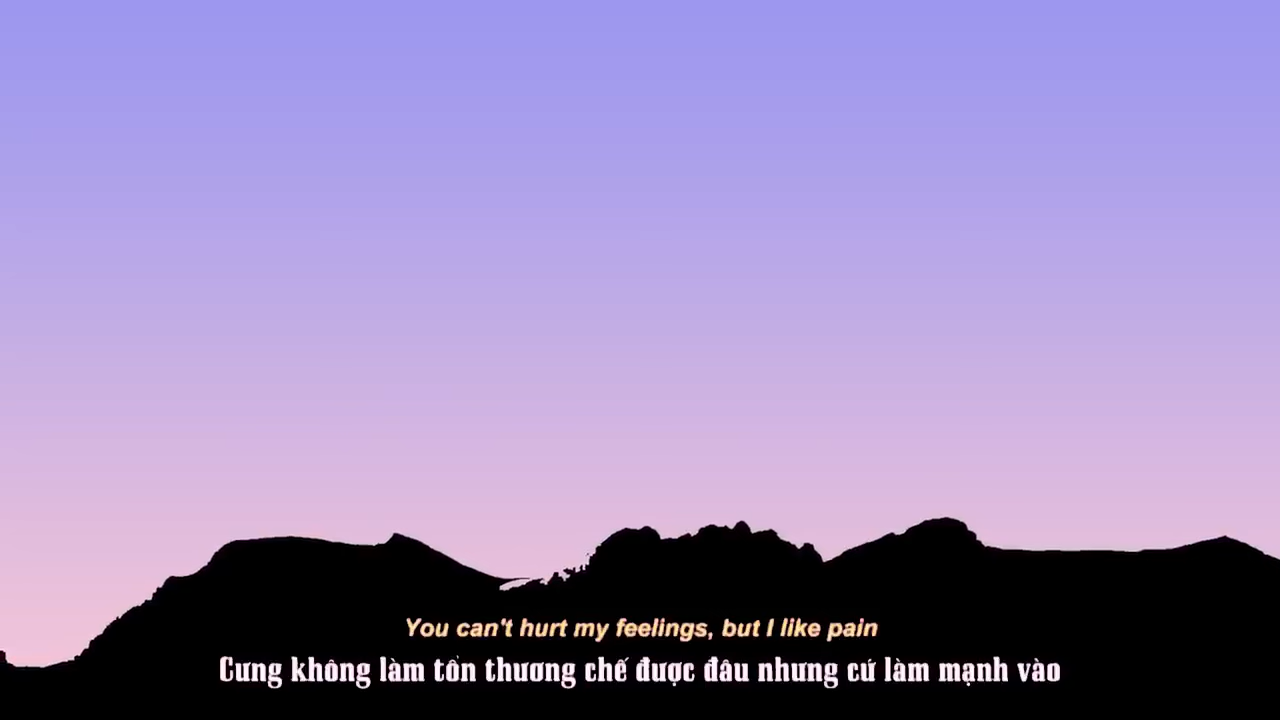 You can't hurt my feelings, but I like pain
Cưng không làm tổn thương chế được đâu nhưng cứ làm mạnh vào